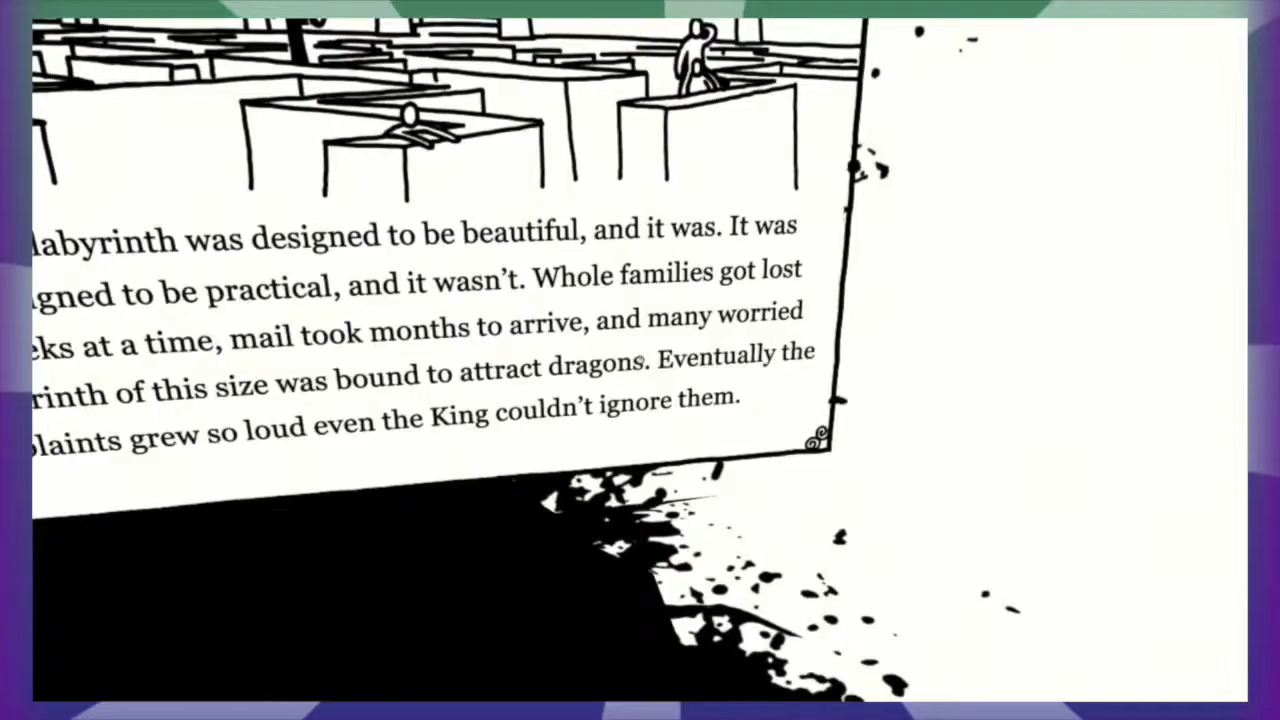 labyrinth was designed to be beautiful, and it was. It was
igned to be practical, and it wasn't. Whole families got lost
eks at a time, mail took months to arrive, and many worried
rinth of this size was bound to attract dragons. Eventually the
plaints grew so loud even the King couldn't ignore them.